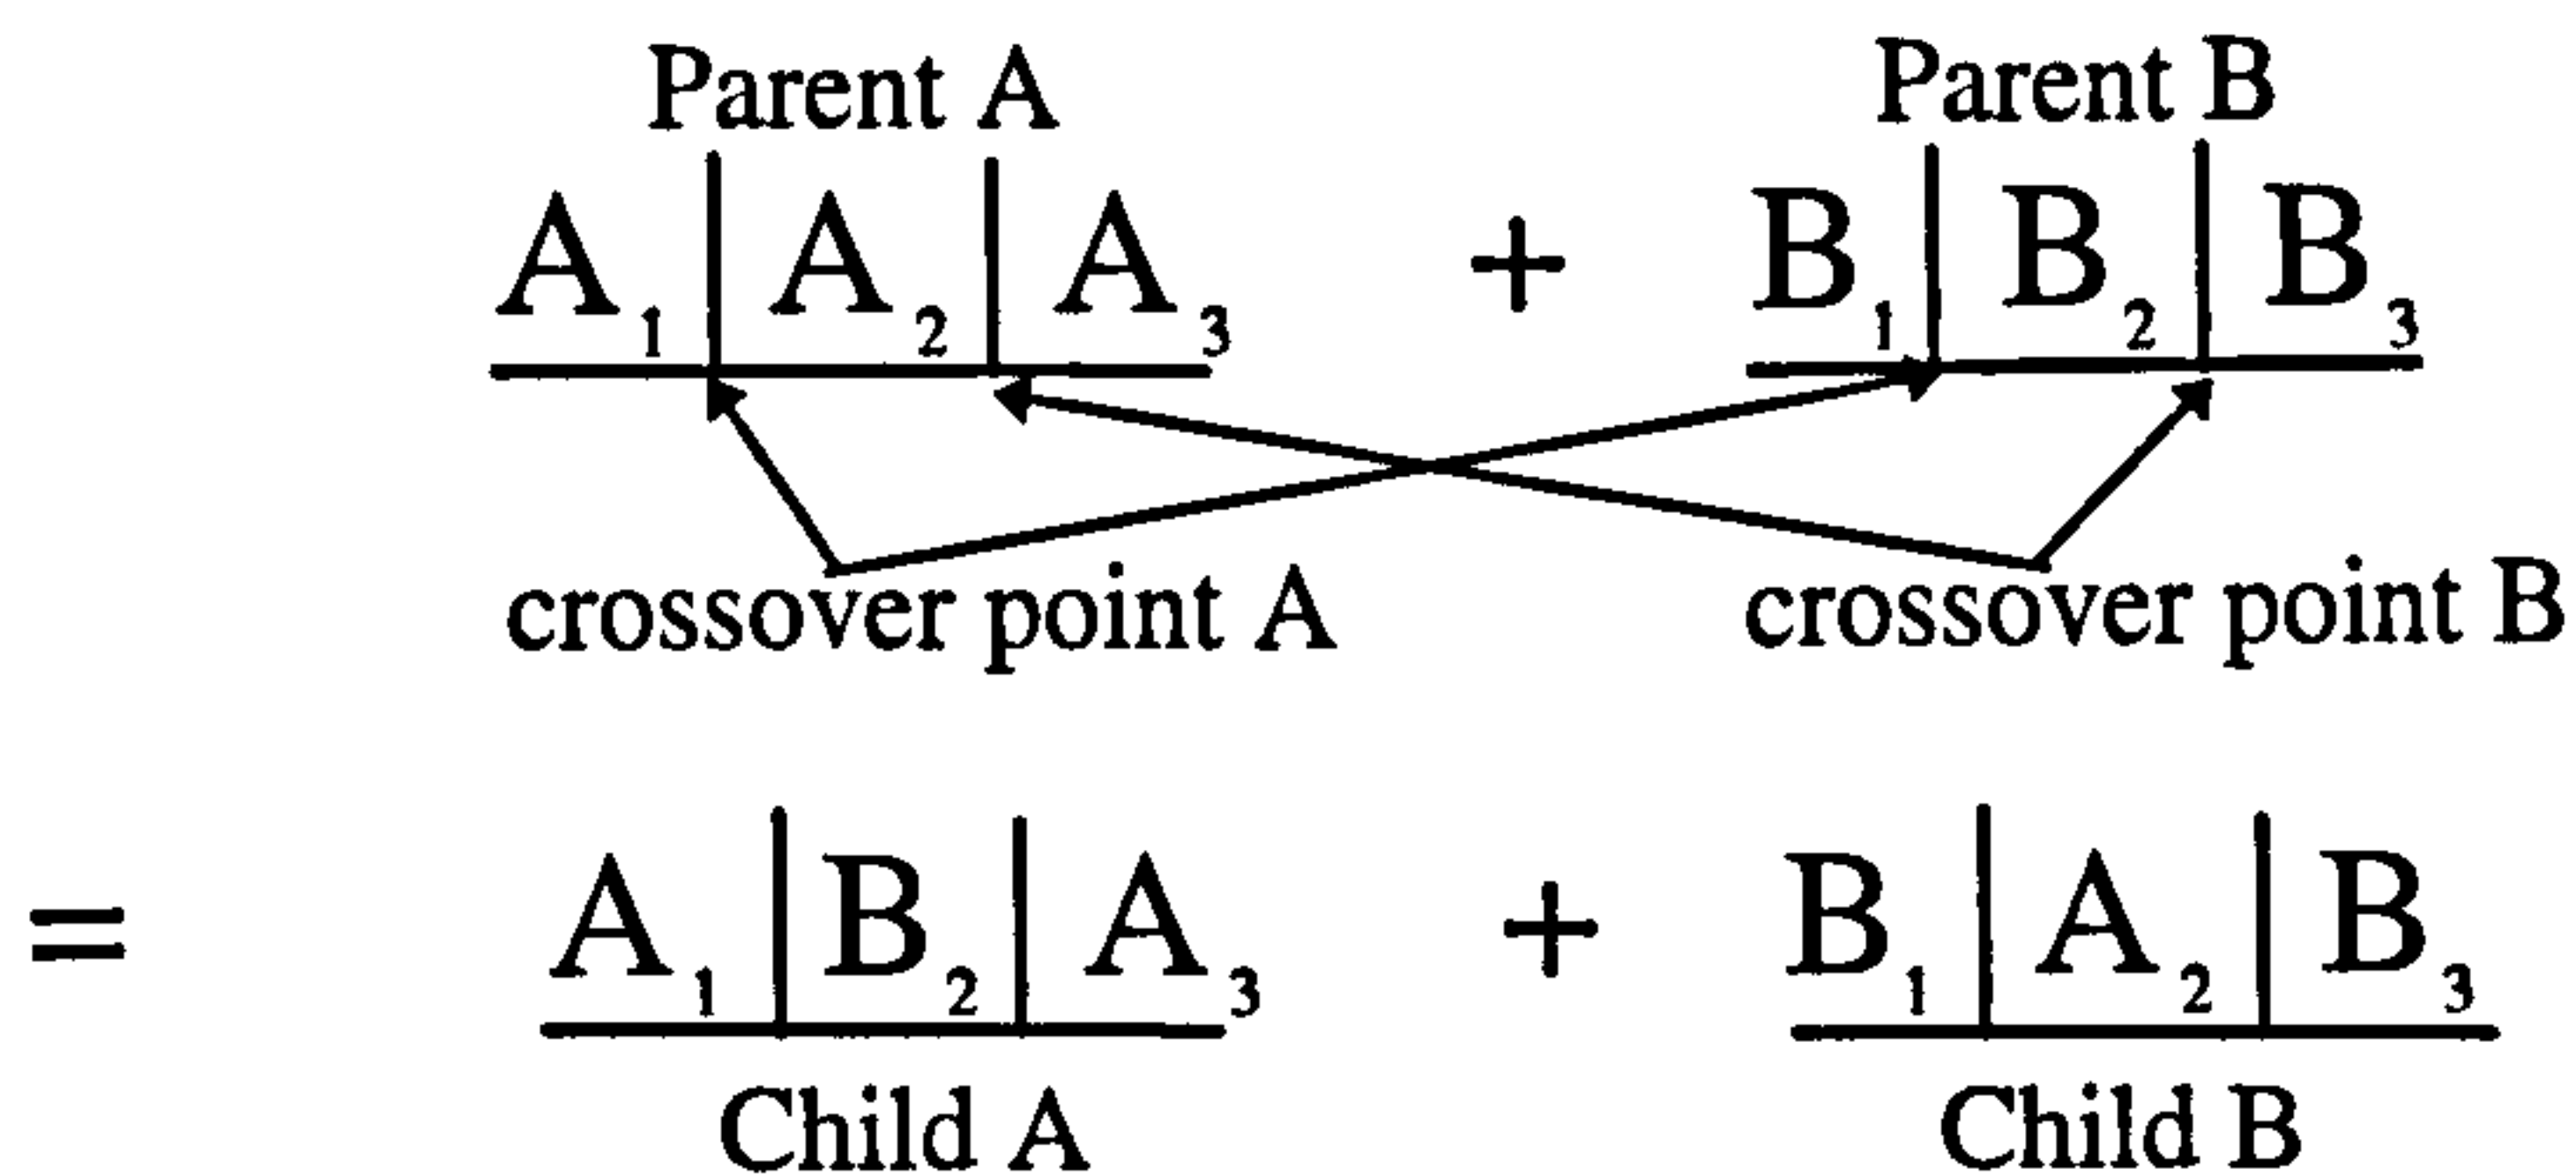 Parent A Parent B
A₁ A₂ A₃ + B₁ B₂ B₃
crossover point A crossover point B
= A₁ B₂ A₃ + B₁ A₂ B₃
Child A Child B